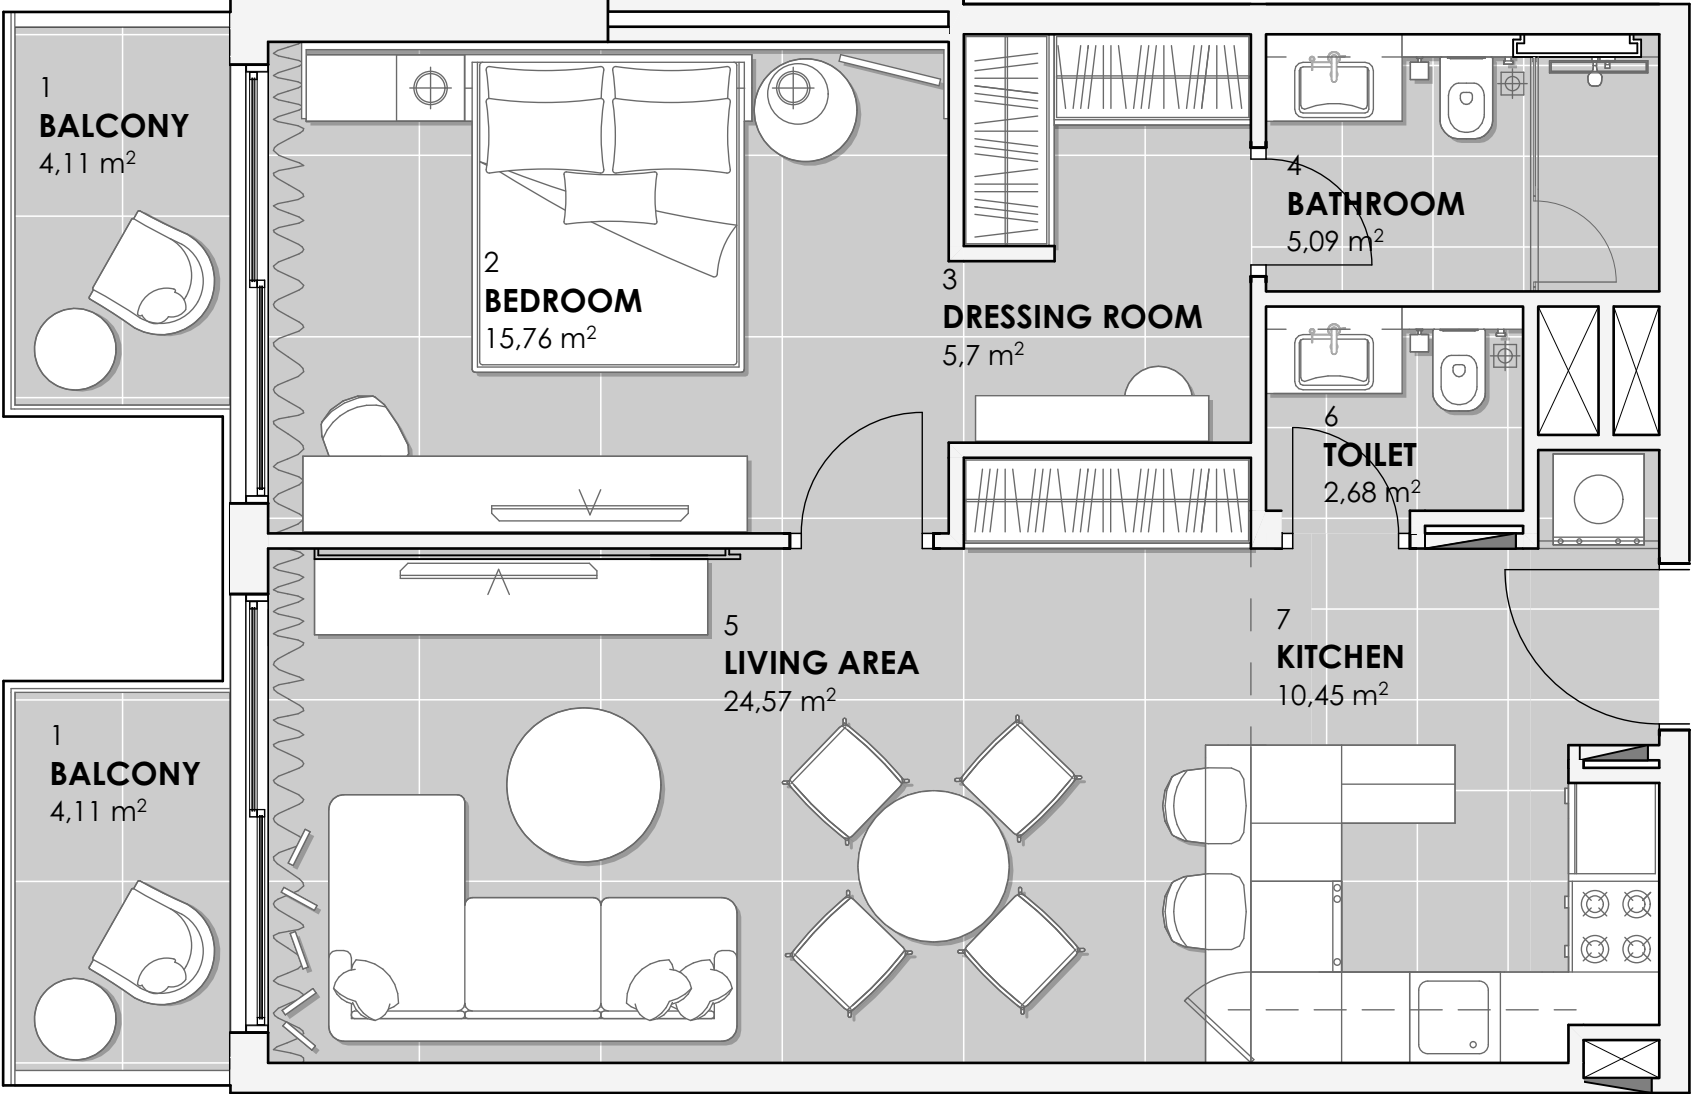 1
BALCONY
4,11 m²
2
BEDROOM
15,76 m²
3
DRESSING ROOM
5,7 m²
4
BATHROOM
5,09 m²
6
TOILET
2,68 m²
5
LIVING AREA
24,57 m²
7
KITCHEN
10,45 m²
1
BALCONY
4,11 m²